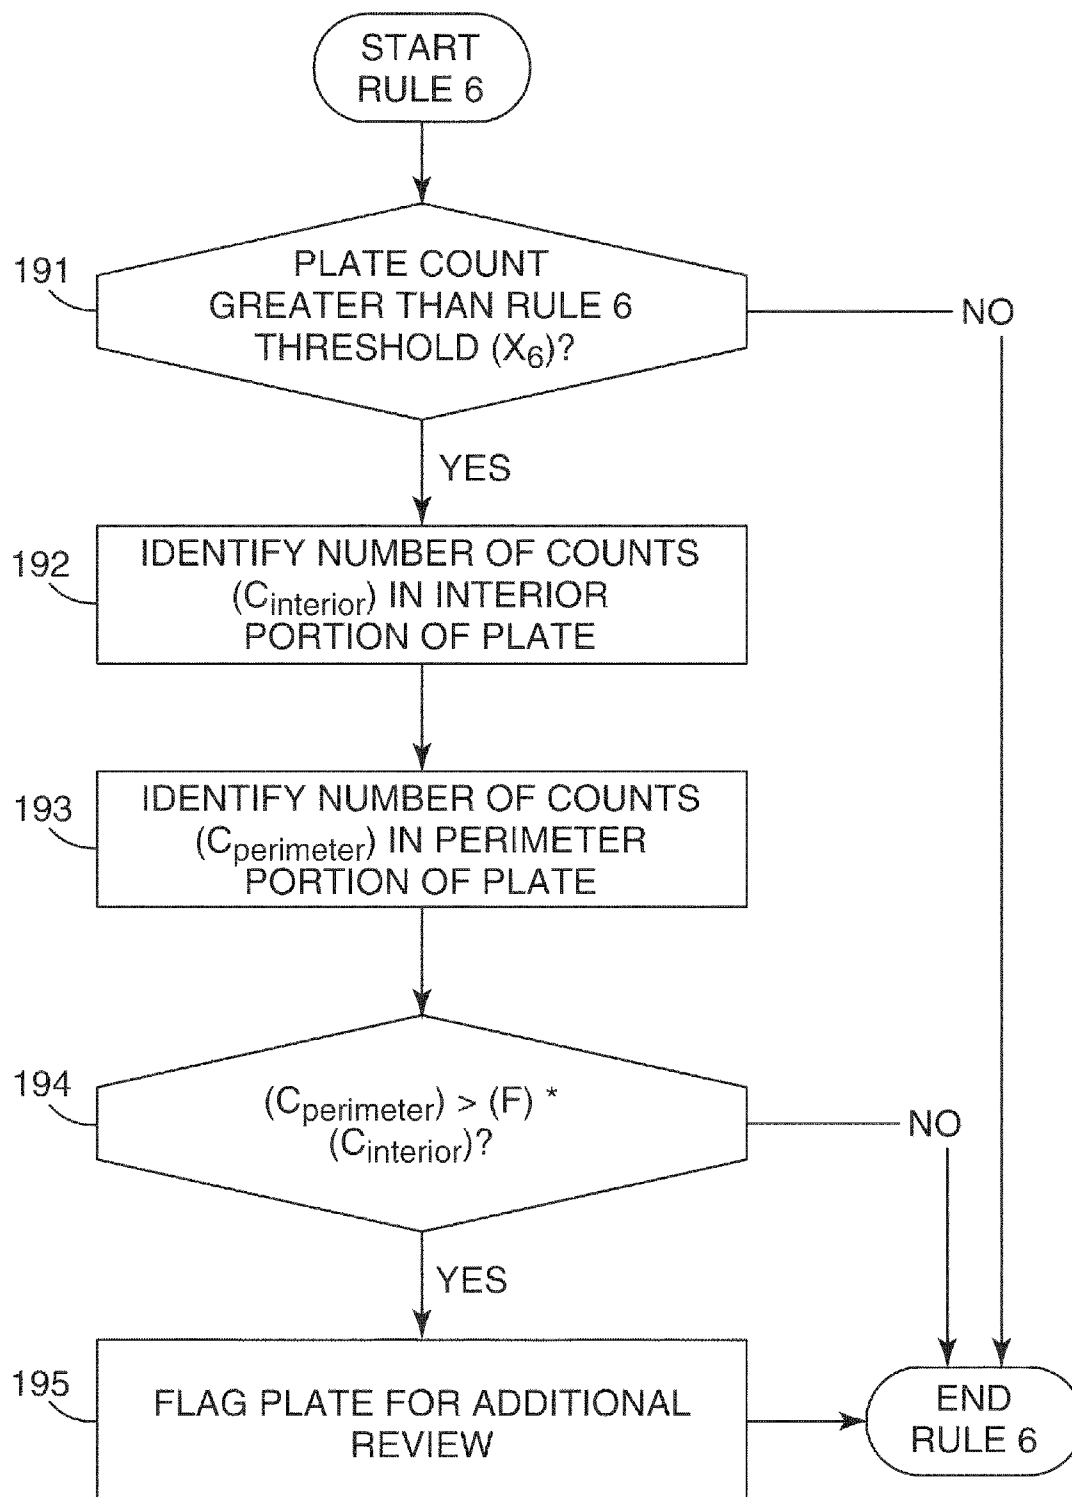 START
RULE 6
191
PLATE COUNT
GREATER THAN RULE 6
THRESHOLD (X6)?
NO
YES
192
IDENTIFY NUMBER OF COUNTS
(Cinterior) IN INTERIOR
PORTION OF PLATE
193
IDENTIFY NUMBER OF COUNTS
(Cperimeter) IN PERIMETER
PORTION OF PLATE
194
(Cperimeter) > (F) *
(Cinterior)?
NO
YES
195
FLAG PLATE FOR ADDITIONAL
REVIEW
END
RULE 6